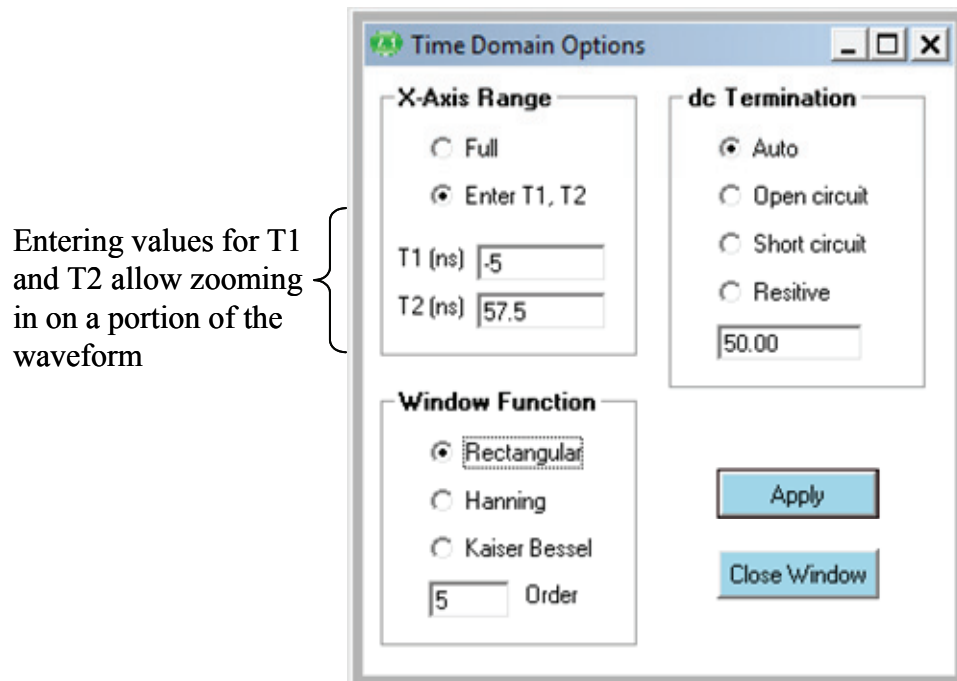 Entering values for T1
and T2 allow zooming
in on a portion of the
waveform
Time Domain Options
X-Axis Range
Full
Enter T1, T2
T1 (ns) -5
T2 (ns) 57.5
dc Termination
Auto
Open circuit
Short circuit
Resitive
50.00
Window Function
Rectangular
Hanning
Kaiser Bessel
5 Order
Apply
Close Window